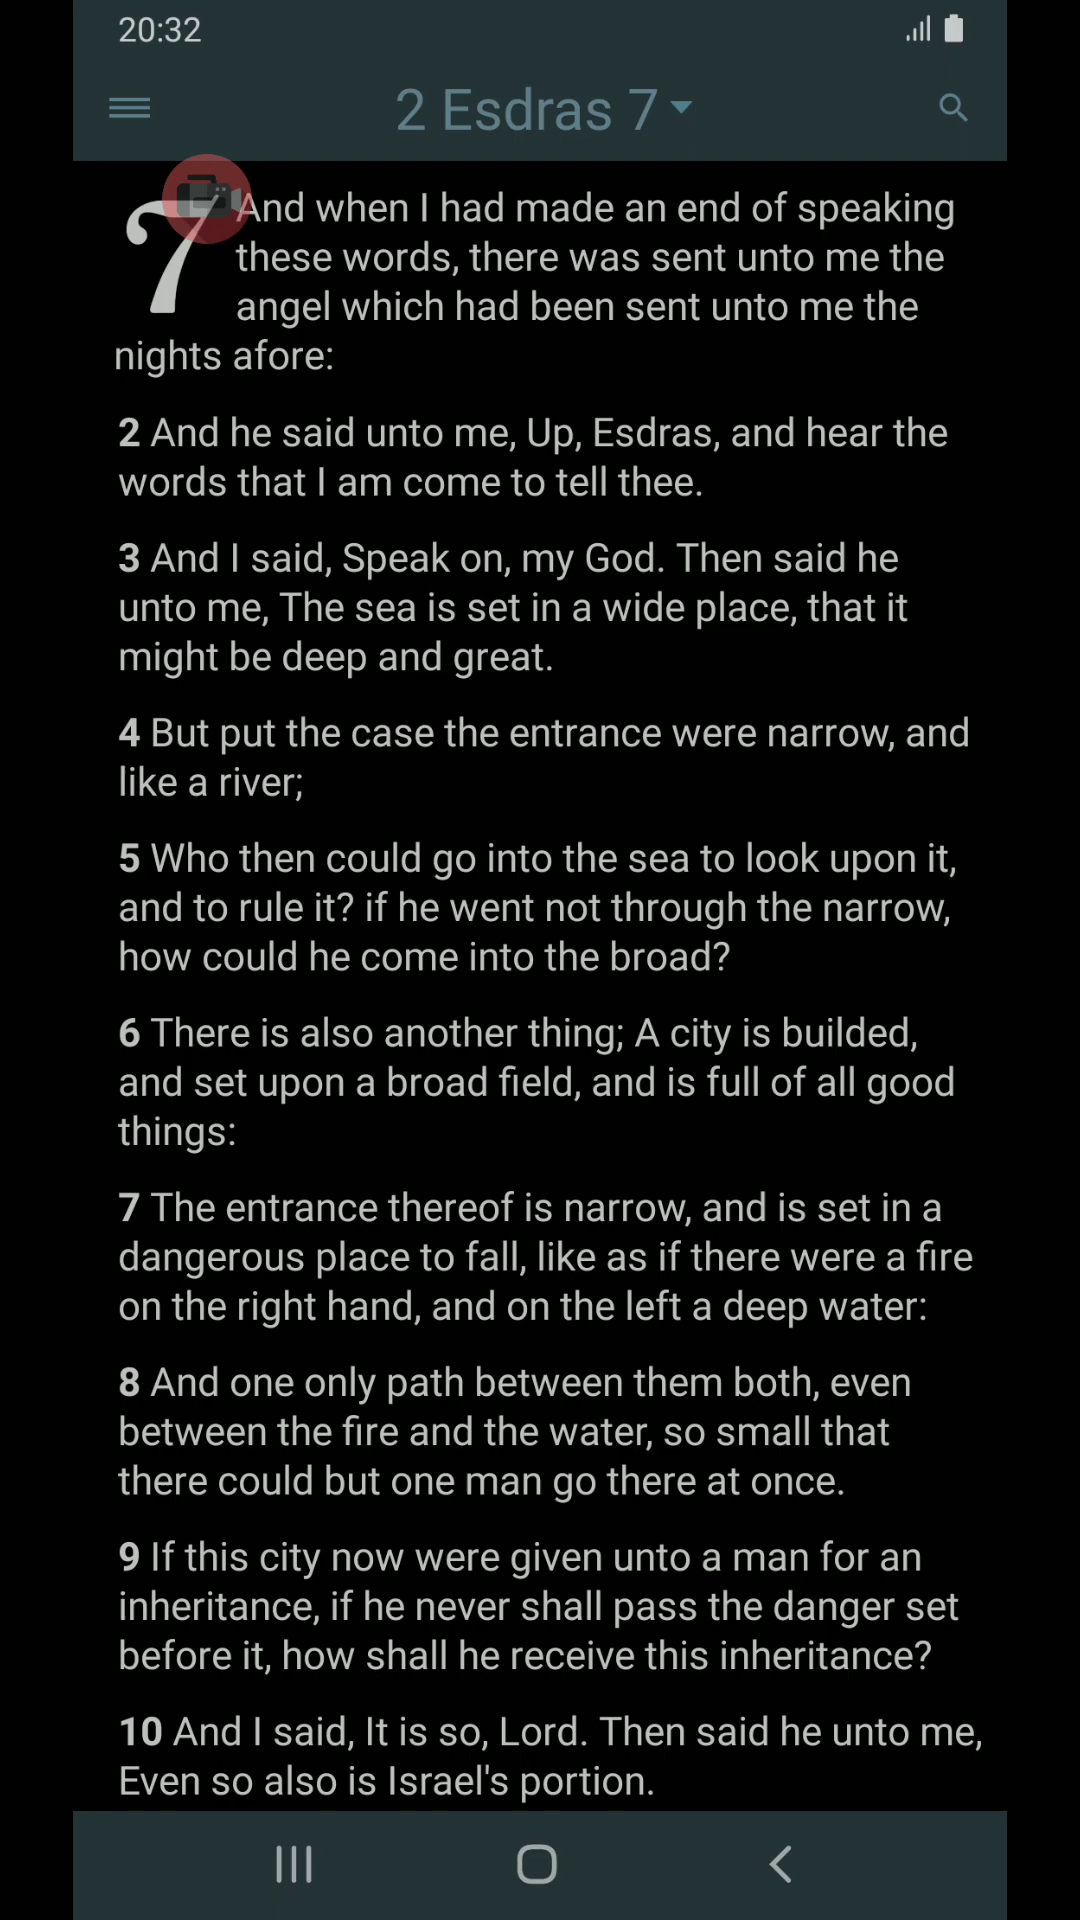 20:32
2 Esdras 7
7 And when I had made an end of speaking
these words, there was sent unto me the
angel which had been sent unto me the
nights afore:
2 And he said unto me, Up, Esdras, and hear the
words that I am come to tell thee.
3 And I said, Speak on, my God. Then said he
unto me, The sea is set in a wide place, that it
might be deep and great.
4 But put the case the entrance were narrow, and
like a river;
5 Who then could go into the sea to look upon it,
and to rule it? if he went not through the narrow,
how could he come into the broad?
6 There is also another thing; A city is builded,
and set upon a broad field, and is full of all good
things:
7 The entrance thereof is narrow, and is set in a
dangerous place to fall, like as if there were a fire
on the right hand, and on the left a deep water:
8 And one only path between them both, even
between the fire and the water, so small that
there could but one man go there at once.
9 If this city now were given unto a man for an
inheritance, if he never shall pass the danger set
before it, how shall he receive this inheritance?
10 And I said, It is so, Lord. Then said he unto me,
Even so also is Israel's portion.